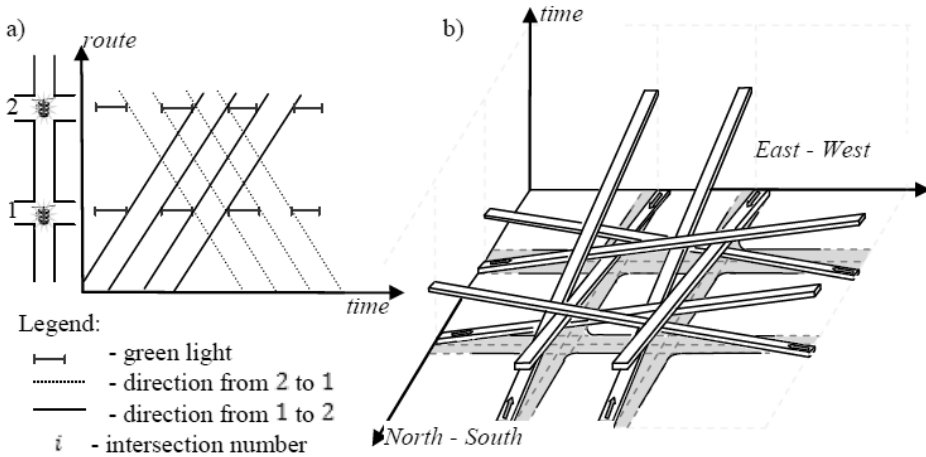 a)
route
2
1
time
Legend:
- green light
- direction from 2 to 1
- direction from 1 to 2
i - intersection number
b)
time
East - West
North - South